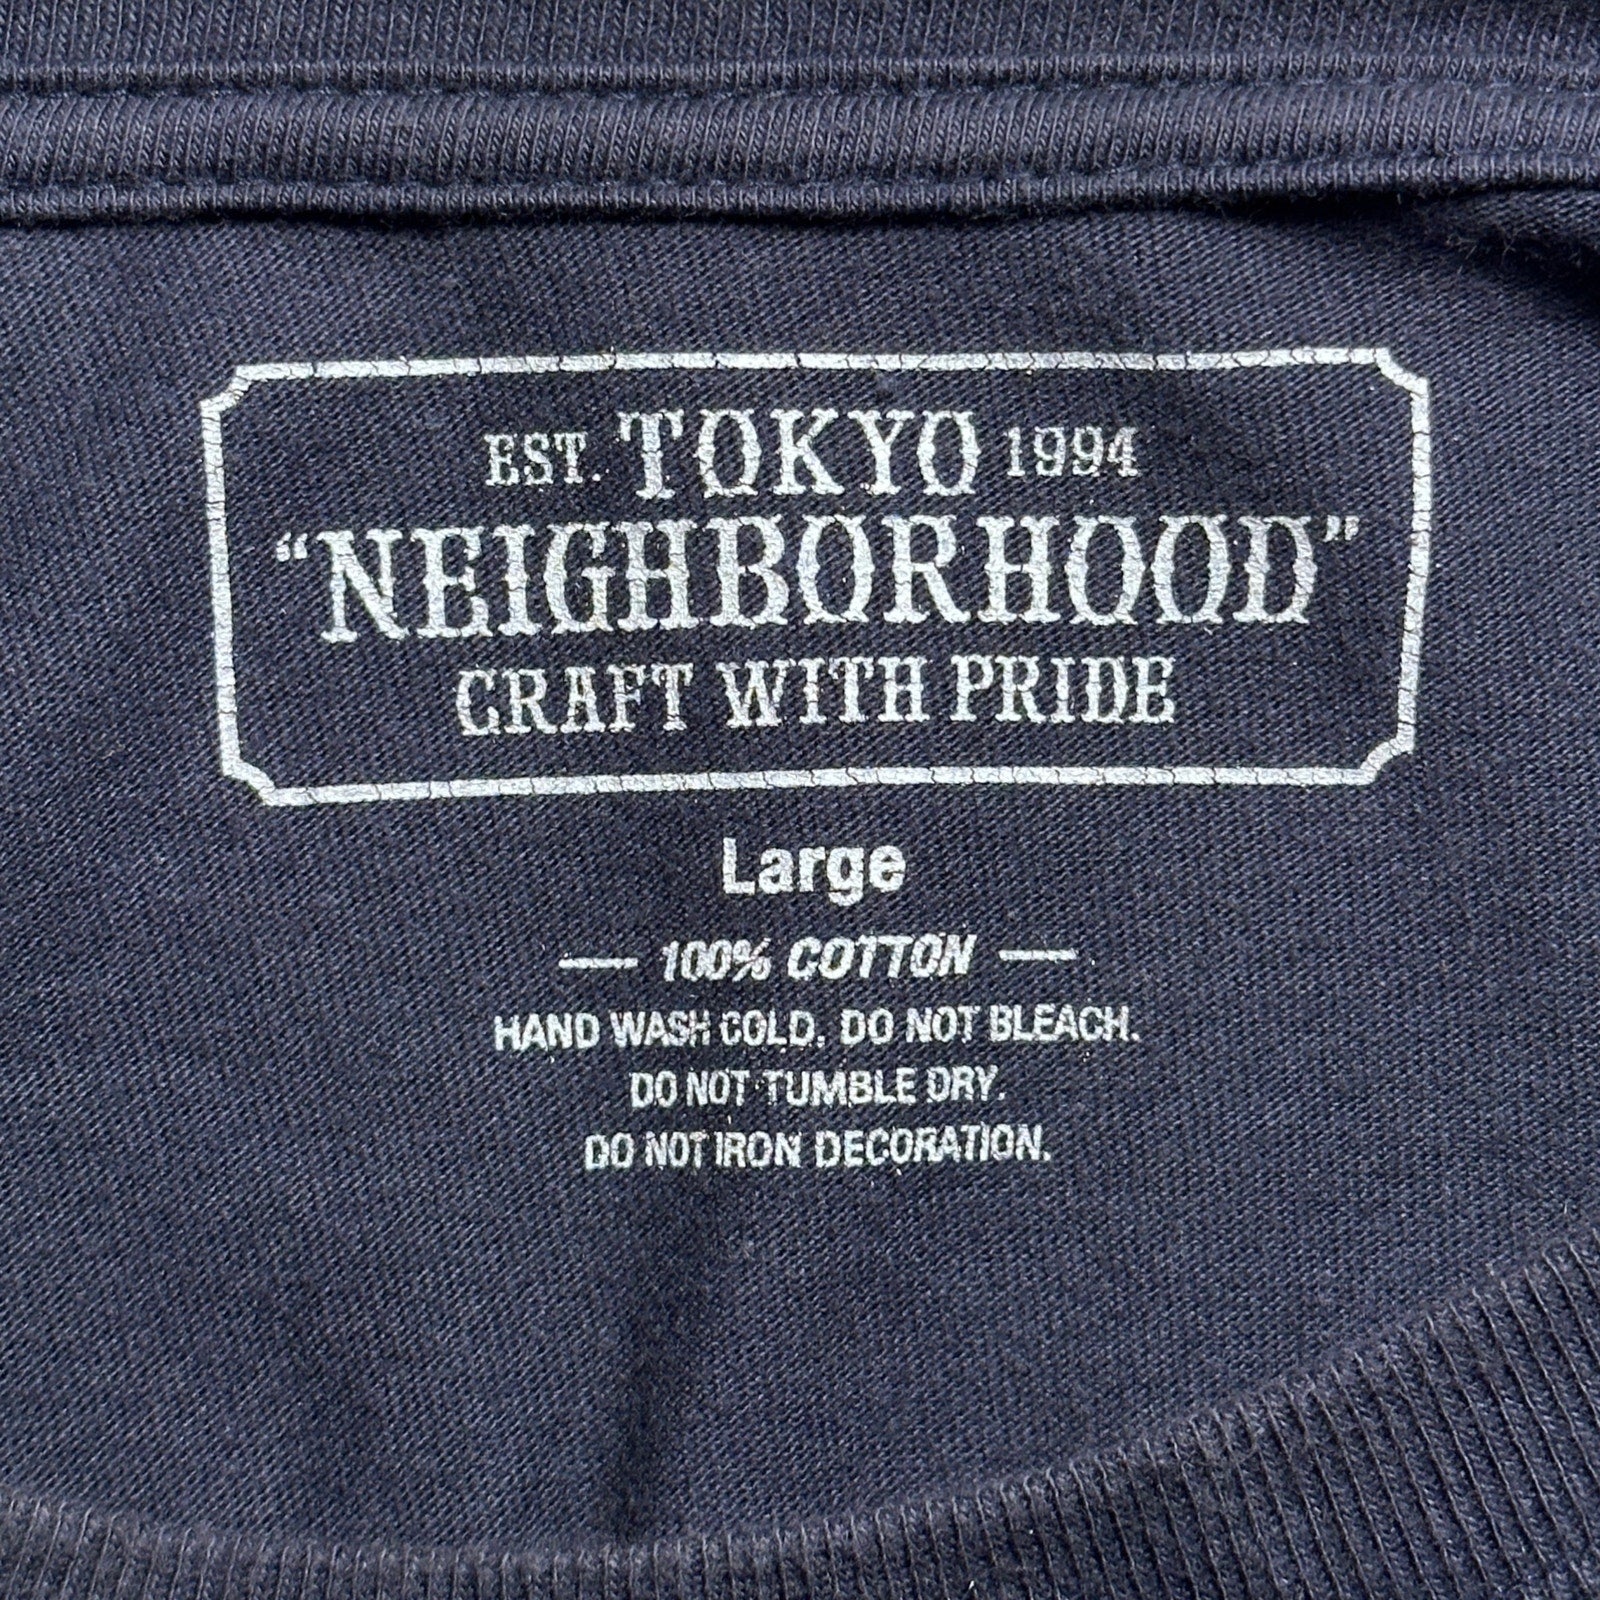 EST. TOKYO 1994
“NEIGHBORHOOD”
CRAFT WITH PRIDE
Large
— 100% COTTON —
HAND WASH COLD. DO NOT BLEACH.
DO NOT TUMBLE DRY.
DO NOT IRON DECORATION.